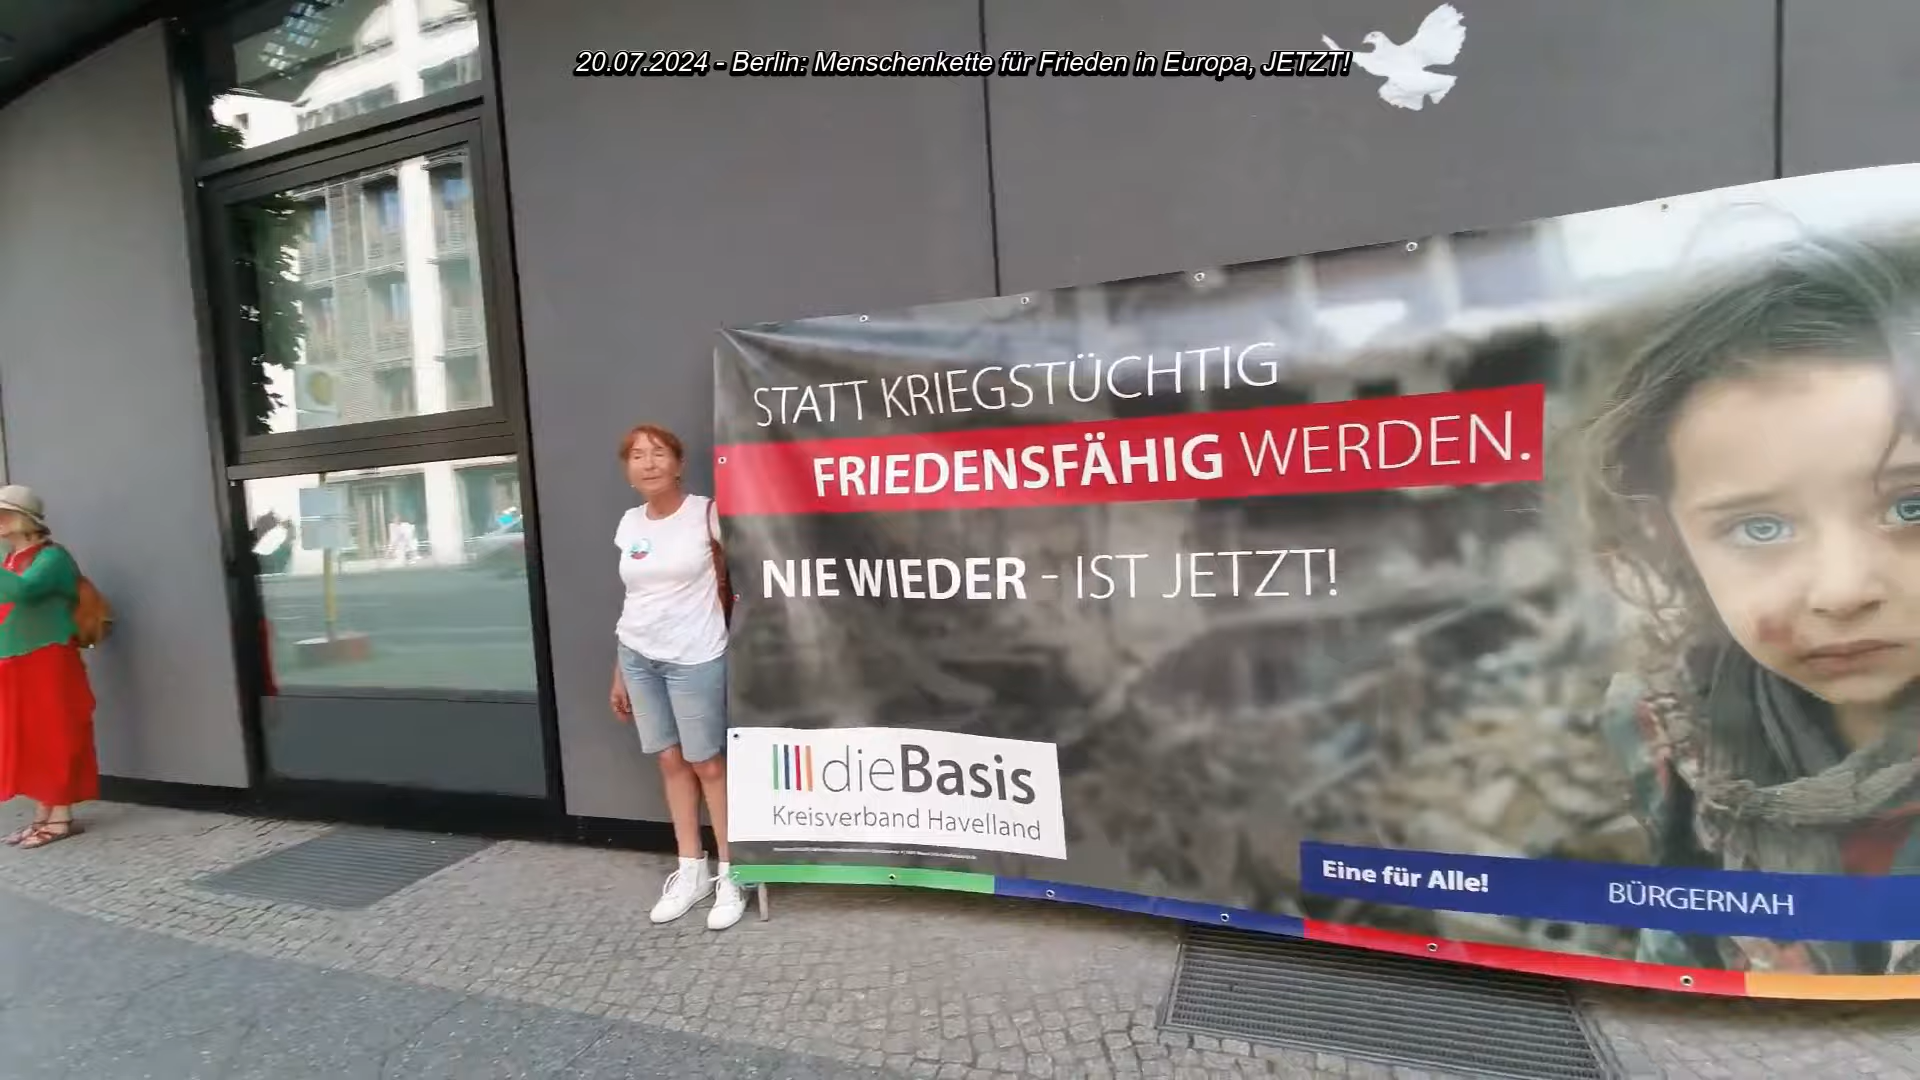 20.07.2024 - Berlin: Menschenkette für Frieden in Europa, JETZT!
STATT KRIEGSTÜCHTIG
FRIEDENSFÄHIG WERDEN.
NIE WIEDER - IST JETZT!
dieBasis
Kreisverband Havelland
Eine für Alle!
BÜRGERNAH